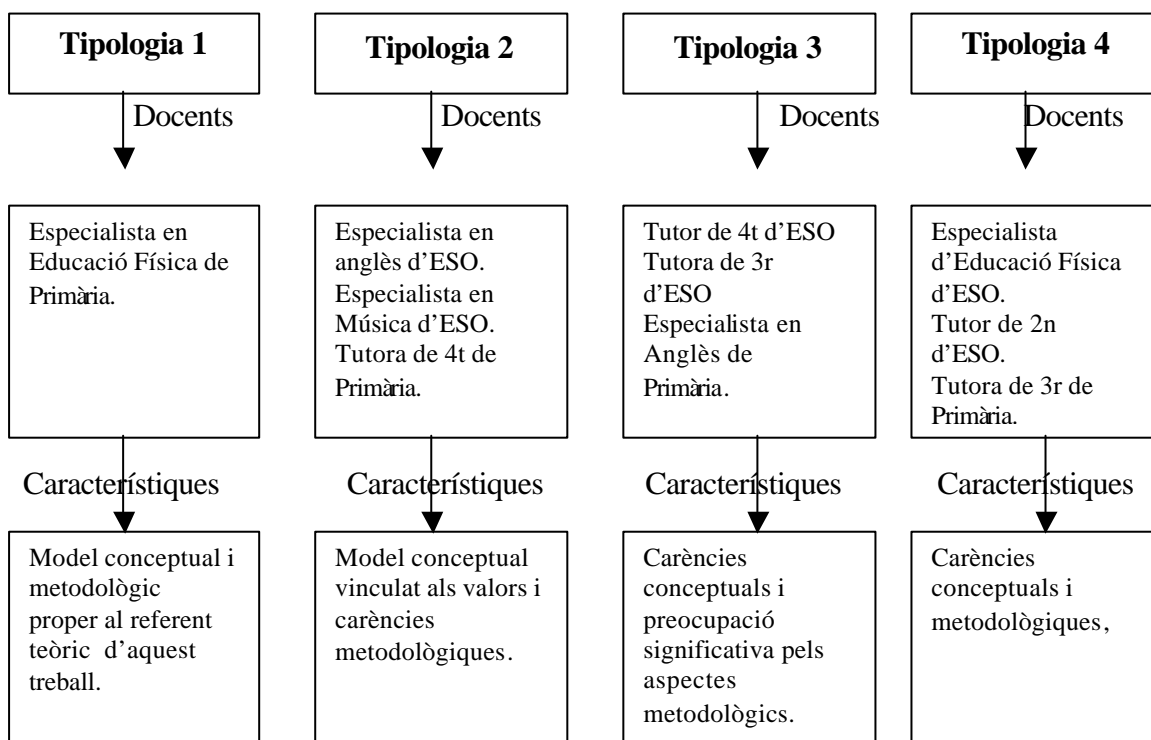 Tipologia 1
Docents
Especialista en
Educació Física de
Primària.
Característiques
Model conceptual i
metodològic
proper al referent
teòric d’aquest
treball.
Tipologia 2
Docents
Especialista en
anglès d’ESO.
Especialista en
Música d’ESO.
Tutora de 4t de
Primària.
Característiques
Model conceptual
vinculat als valors i
carències
metodològiques.
Tipologia 3
Docents
Tutor de 4t d’ESO
Tutora de 3r
d’ESO
Especialista en
Anglès de
Primària.
Característiques
Carències
conceptuals i
preocupació
significativa pels
aspectes
metodològics.
Tipologia 4
Docents
Especialista
d’Educació Física
d’ESO.
Tutor de 2n
d’ESO.
Tutora de 3r de
Primària.
Característiques
Carències
conceptuals i
metodològiques,